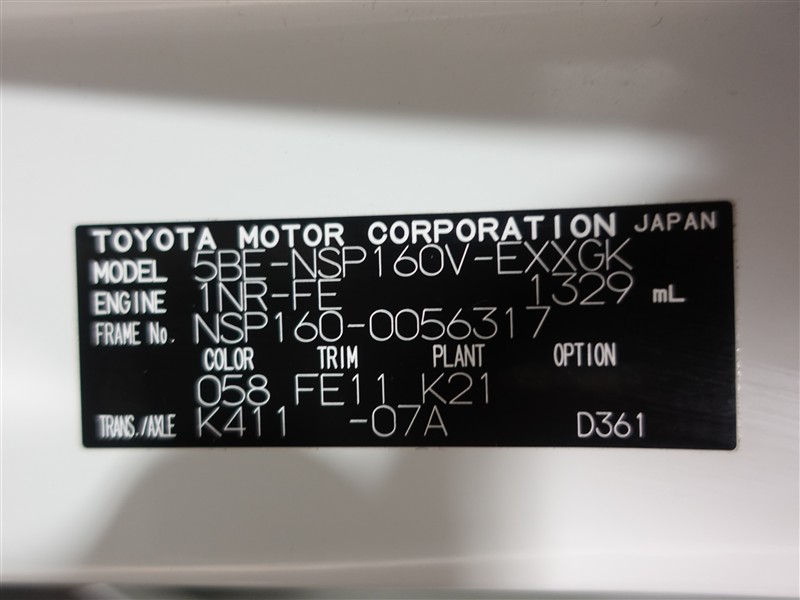 TOYOTA MOTOR CORPORATION JAPAN
MODEL 5BE-NSP160V-EXXGK
ENGINE 1NR-FE 1329 mL
FRAME No. NSP160-0056317
COLOR TRIM PLANT OPTION
058 FE11 K21
TRANS./AXLE K411 -07A D361